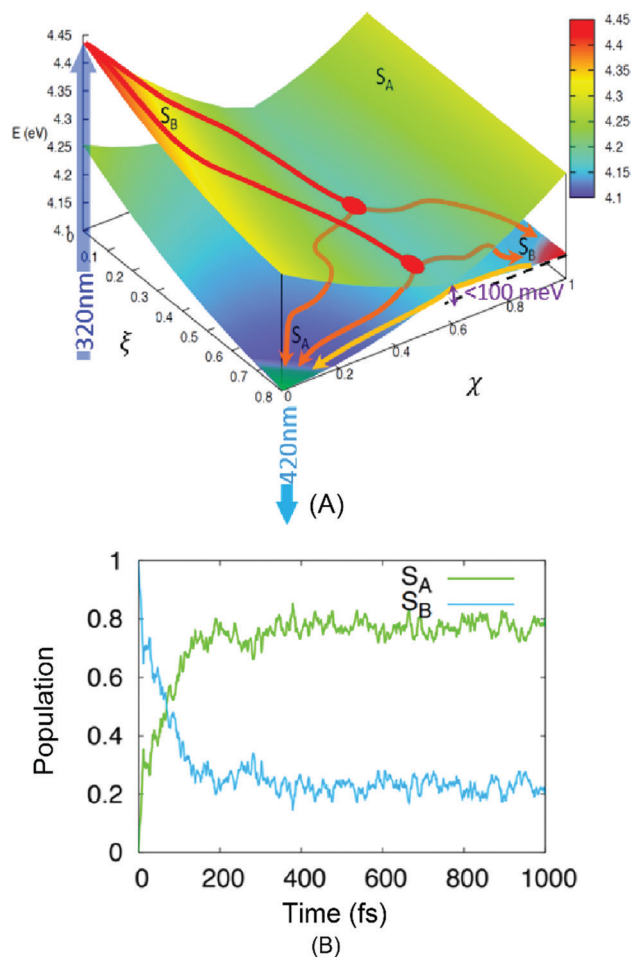 4.45
4.4
4.35
4.3
4.25
4.2
4.15
4.1
E (eV)
320nm
0
0.1
0.2
0.3
0.4
0.5
0.6
0.7
0.8
ξ
0
0.2
0.4
0.6
0.8
1
χ
S_A
S_B
S_B
S_A
<100 meV
4.45
4.4
4.35
4.3
4.25
4.2
4.15
4.1
420nm
(A)
S_A
S_B
1
0.8
0.6
0.4
0.2
0
Population
0 200 400 600 800 1000
Time (fs)
(B)